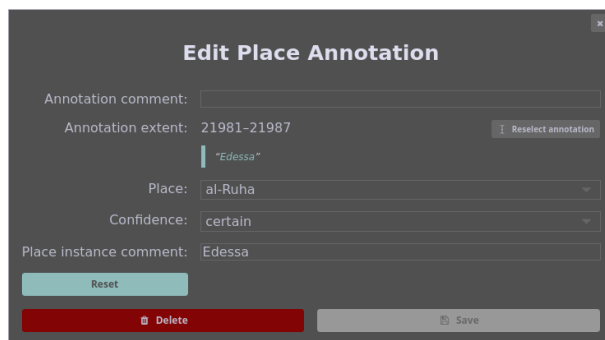 ×
Edit Place Annotation
Annotation comment:
Annotation extent: 21981–21987 Reselect annotation
“Edessa”
Place: al-Ruha
Confidence: certain
Place instance comment: Edessa
Reset
Delete Save